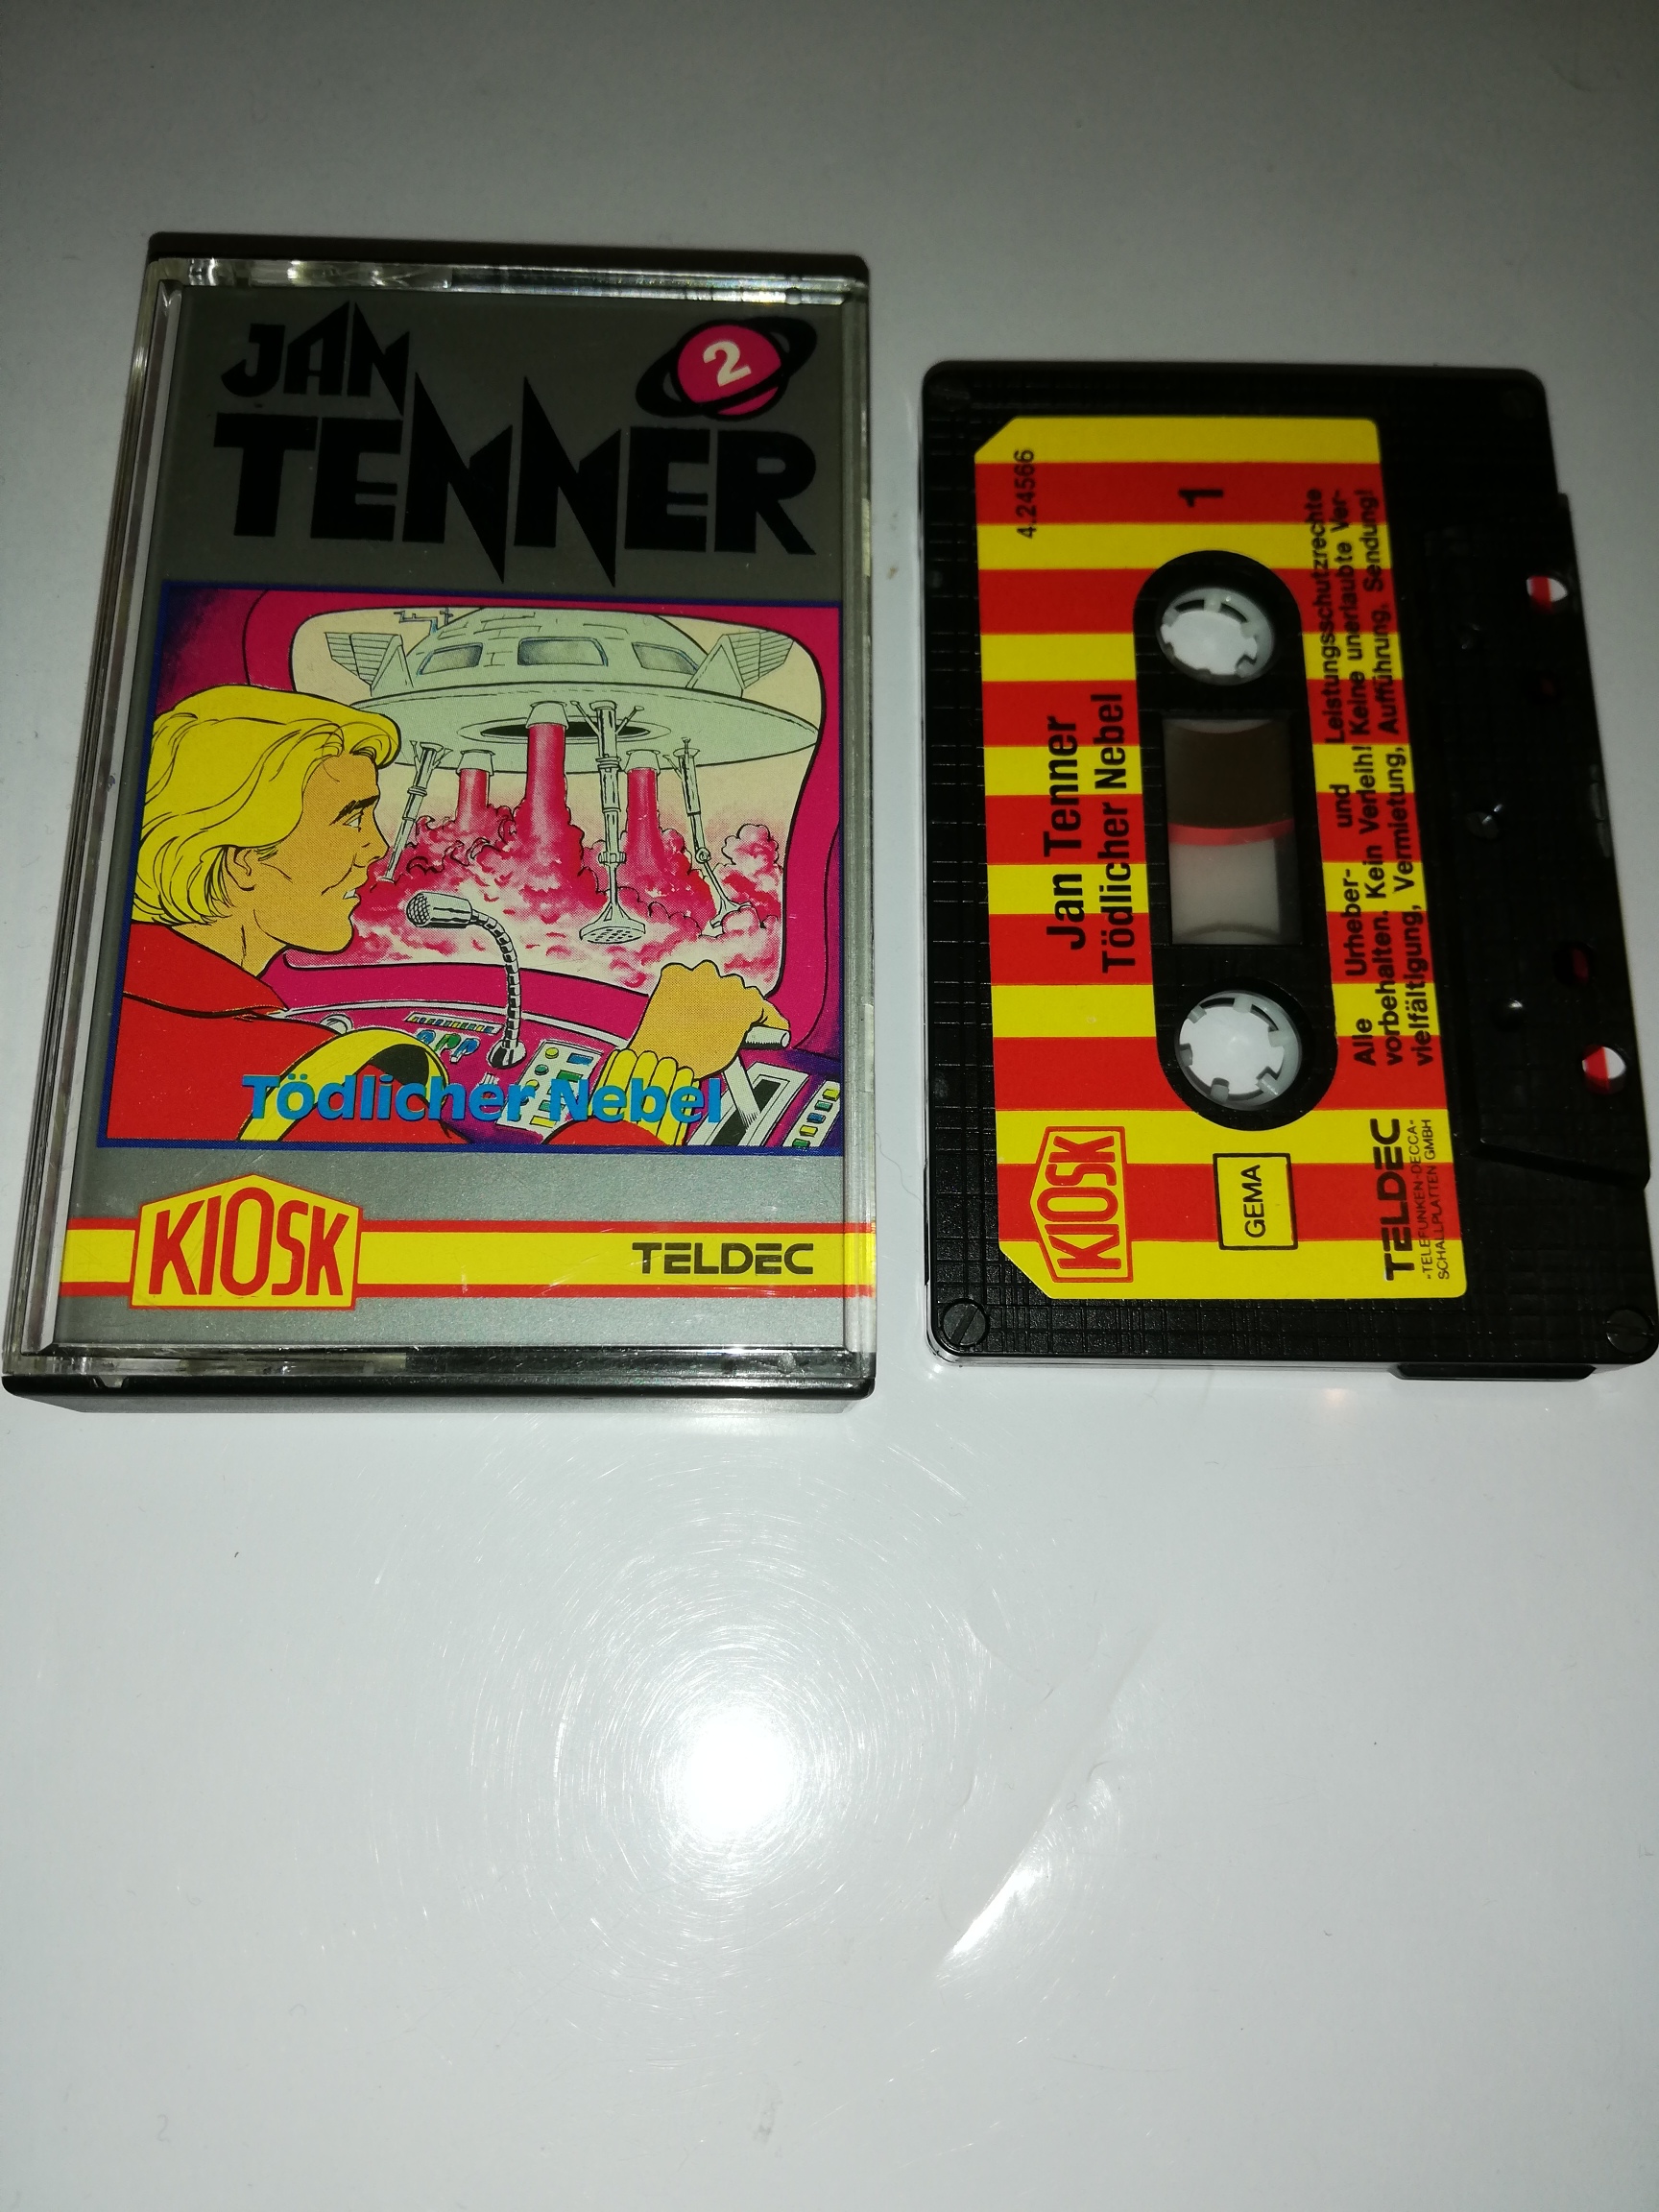 JAN
TENNER
2
Tödlicher Nebel
KIOSK
TELDEC
4.24566
1
Jan Tenner
Tödlicher Nebel
KIOSK
GEMA
Alle Urheber- und Leistungsschutzrechte
vorbehalten. Kein Verleih! Keine unerlaubte Ver-
vielfältigung, Vermietung, Aufführung, Sendung!
TELDEC
»TELEFUNKEN-DECCA«
SCHALLPLATTEN GMBH